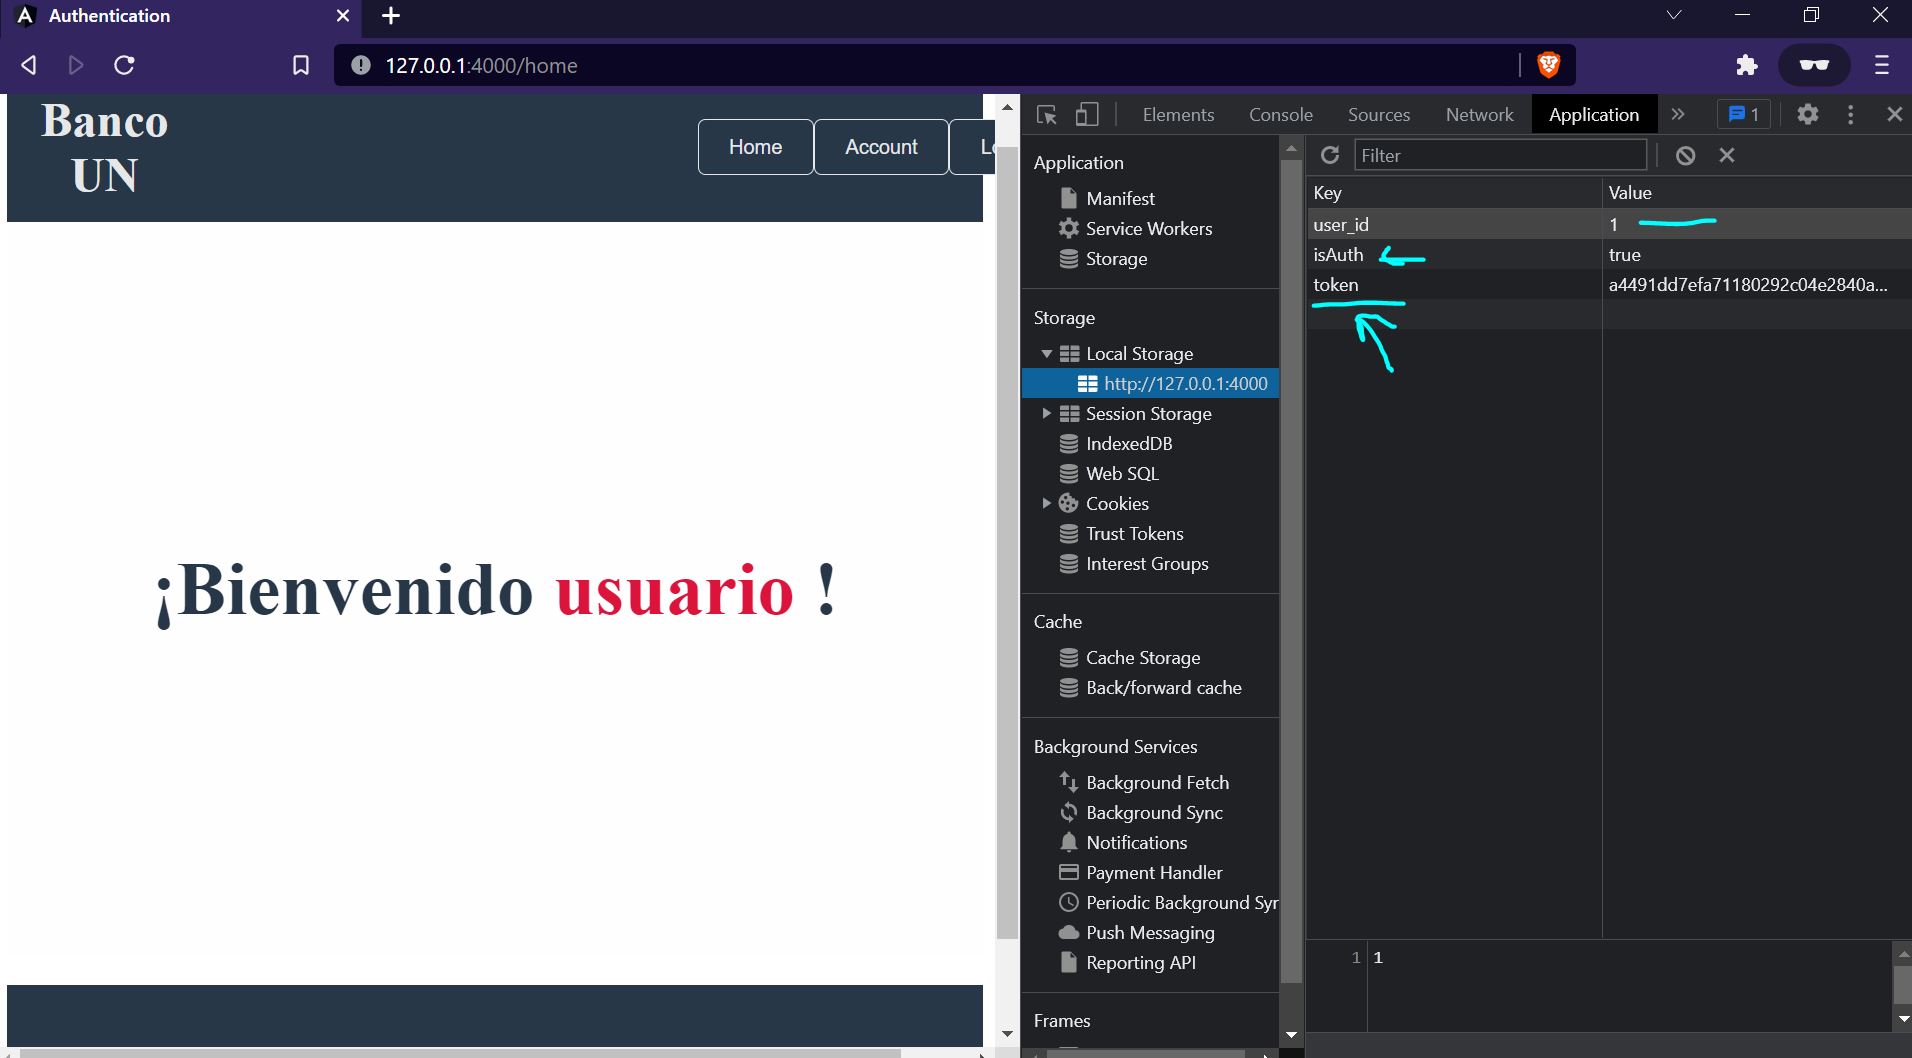 Authentication
127.0.0.1:4000/home
Banco
UN
Home
Account
¡Bienvenido usuario !
Elements
Console
Sources
Network
Application
1
Application
Manifest
Service Workers
Storage
Storage
Local Storage
http://127.0.0.1:4000
Session Storage
IndexedDB
Web SQL
Cookies
Trust Tokens
Interest Groups
Cache
Cache Storage
Back/forward cache
Background Services
Background Fetch
Background Sync
Notifications
Payment Handler
Periodic Background Syn
Push Messaging
Reporting API
Frames
Filter
Key Value
user_id 1
isAuth true
token a4491dd7efa71180292c04e2840a...
1 1